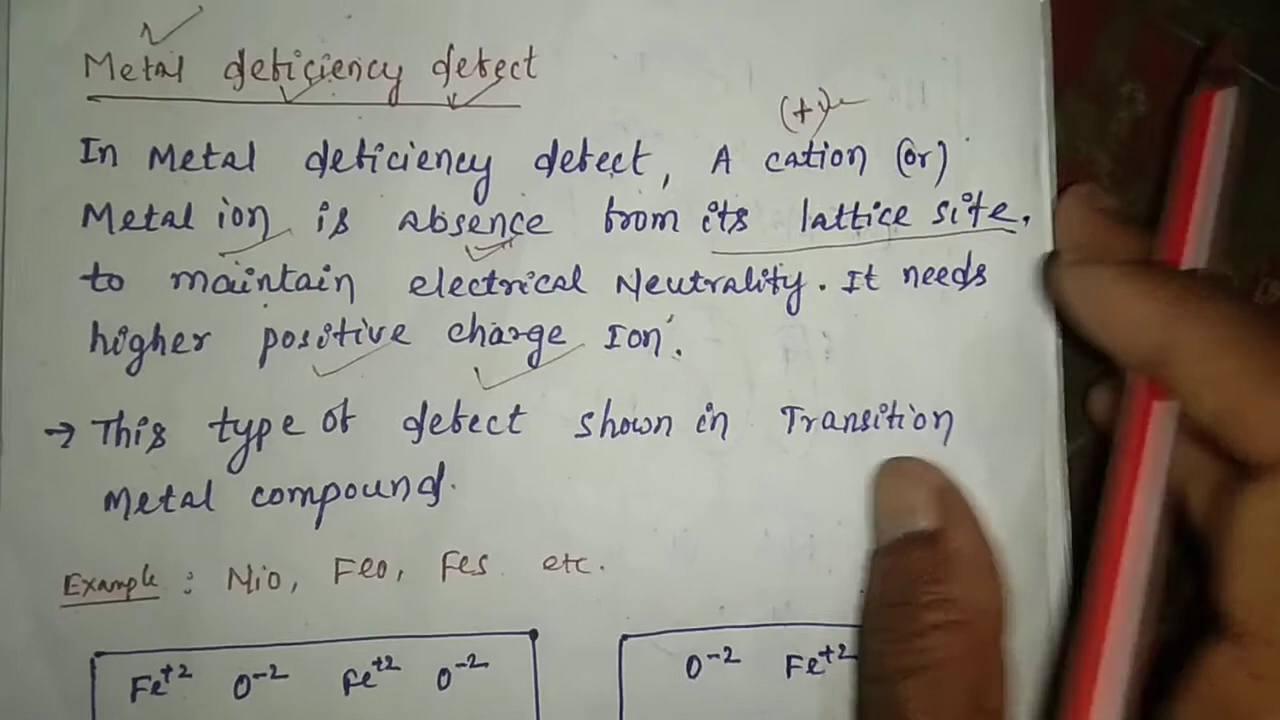 Metal deficiency defect
(+)ve
In Metal deficiency defect, A cation (or)
Metal ion is absence from its lattice site,
to maintain electrical Neutrality. It needs
higher positive charge Ion.
→ This type of defect shown in Transition
Metal compound.
Example : Nio, Feo, Fes etc.
Fe+2 O-2 Fe+2 O-2
O-2 Fe+2